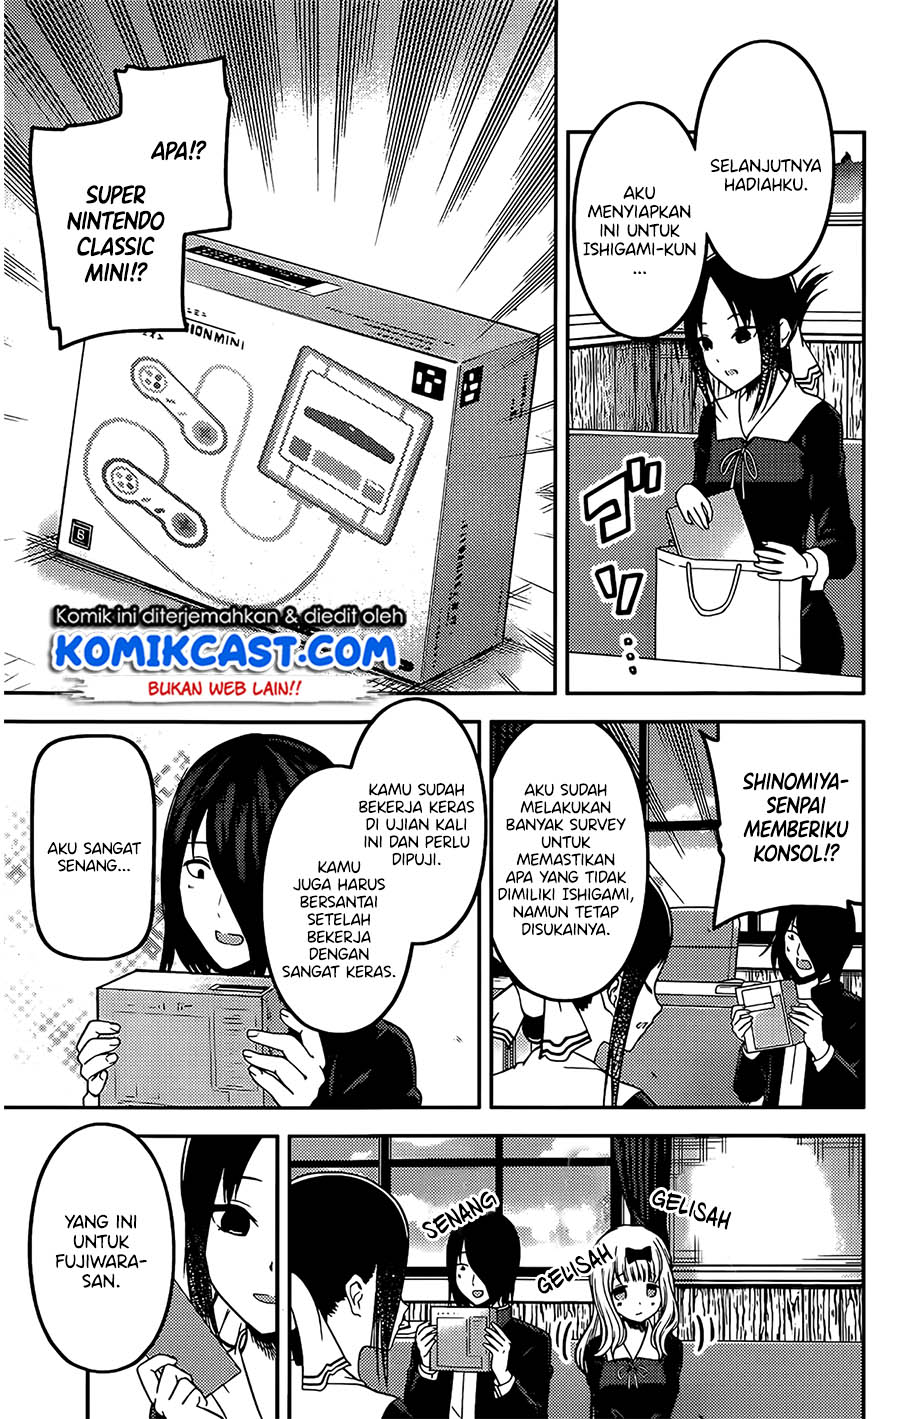 SELANJUTNYA
HADIAHKU.
AKU
MENYIAPKAN
INI UNTUK
ISHIGAMI-KUN
...
ゴソ…
APA!?
SUPER
NINTENDO
CLASSIC
MINI!?
IONMINI
B
Komik ini diterjemahkan & diedit oleh
KOMIKCAST.COM
BUKAN WEB LAIN!!
SHINOMIYA-
SENPAI
MEMBERIKU
KONSOL!?
AKU SUDAH
MELAKUKAN
BANYAK SURVEY
UNTUK
MEMASTIKAN
APA YANG TIDAK
DIMILIKI ISHIGAMI,
NAMUN TETAP
DISUKAINYA.
KAMU SUDAH
BEKERJA KERAS
DI UJIAN KALI
INI DAN PERLU
DIPUJI.
KAMU
JUGA HARUS
BERSANTAI
SETELAH
BEKERJA
DENGAN
SANGAT KERAS.
AKU SANGAT
SENANG...
GELISAH
GELISAH
SENANG
YANG INI
UNTUK
FUJIWARA-
SAN.